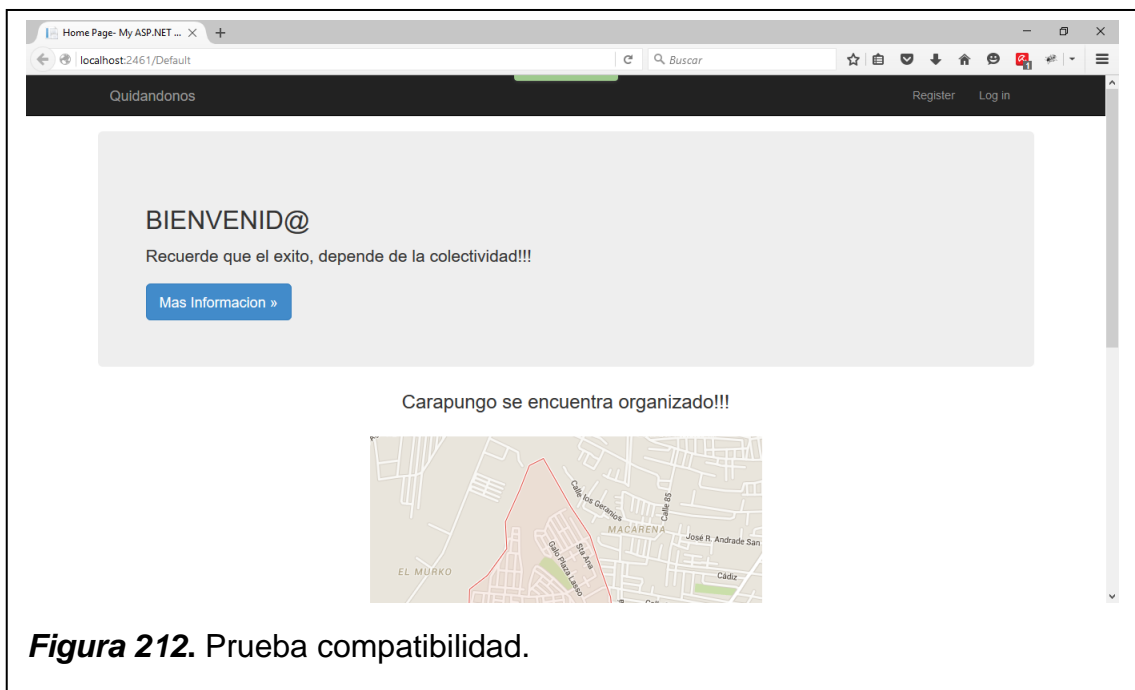 Home Page- My ASP.NET ...
localhost:2461/Default
Buscar
1
Quidandonos
Register
Log in
BIENVENID@
Recuerde que el exito, depende de la colectividad!!!
Mas Informacion »
Carapungo se encuentra organizado!!!
Calle los Geranios
Calle 85
MACARENA
José R. Andrade San
Sta Ana
Galo Plaza Lasso
EL MURKO
Cádiz
Figura 212. Prueba compatibilidad.